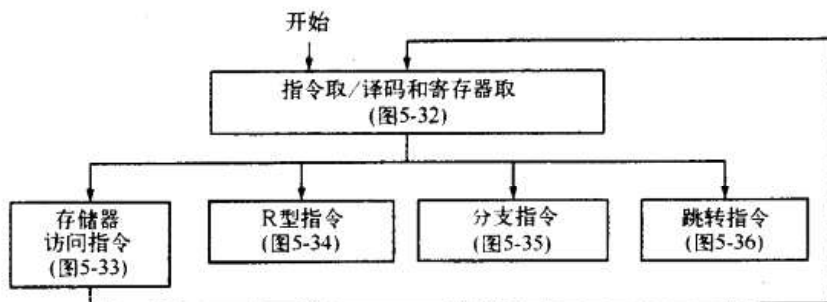 开始
指令取/译码和寄存器取
(图5-32)
存储器
访问指令
(图5-33)
R型指令
(图5-34)
分支指令
(图5-35)
跳转指令
(图5-36)